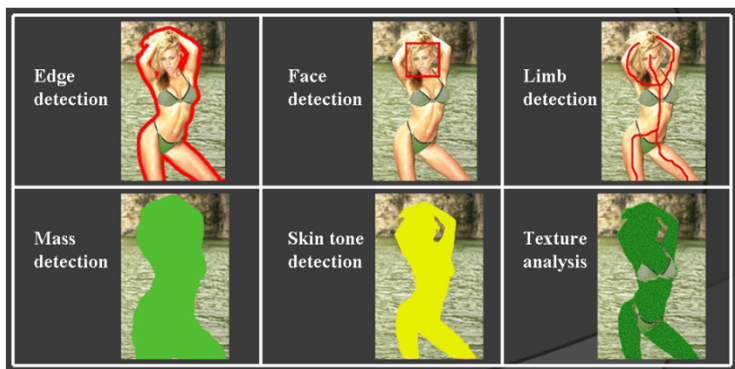 Edge
detection
Face
detection
Limb
detection
Mass
detection
Skin tone
detection
Texture
analysis